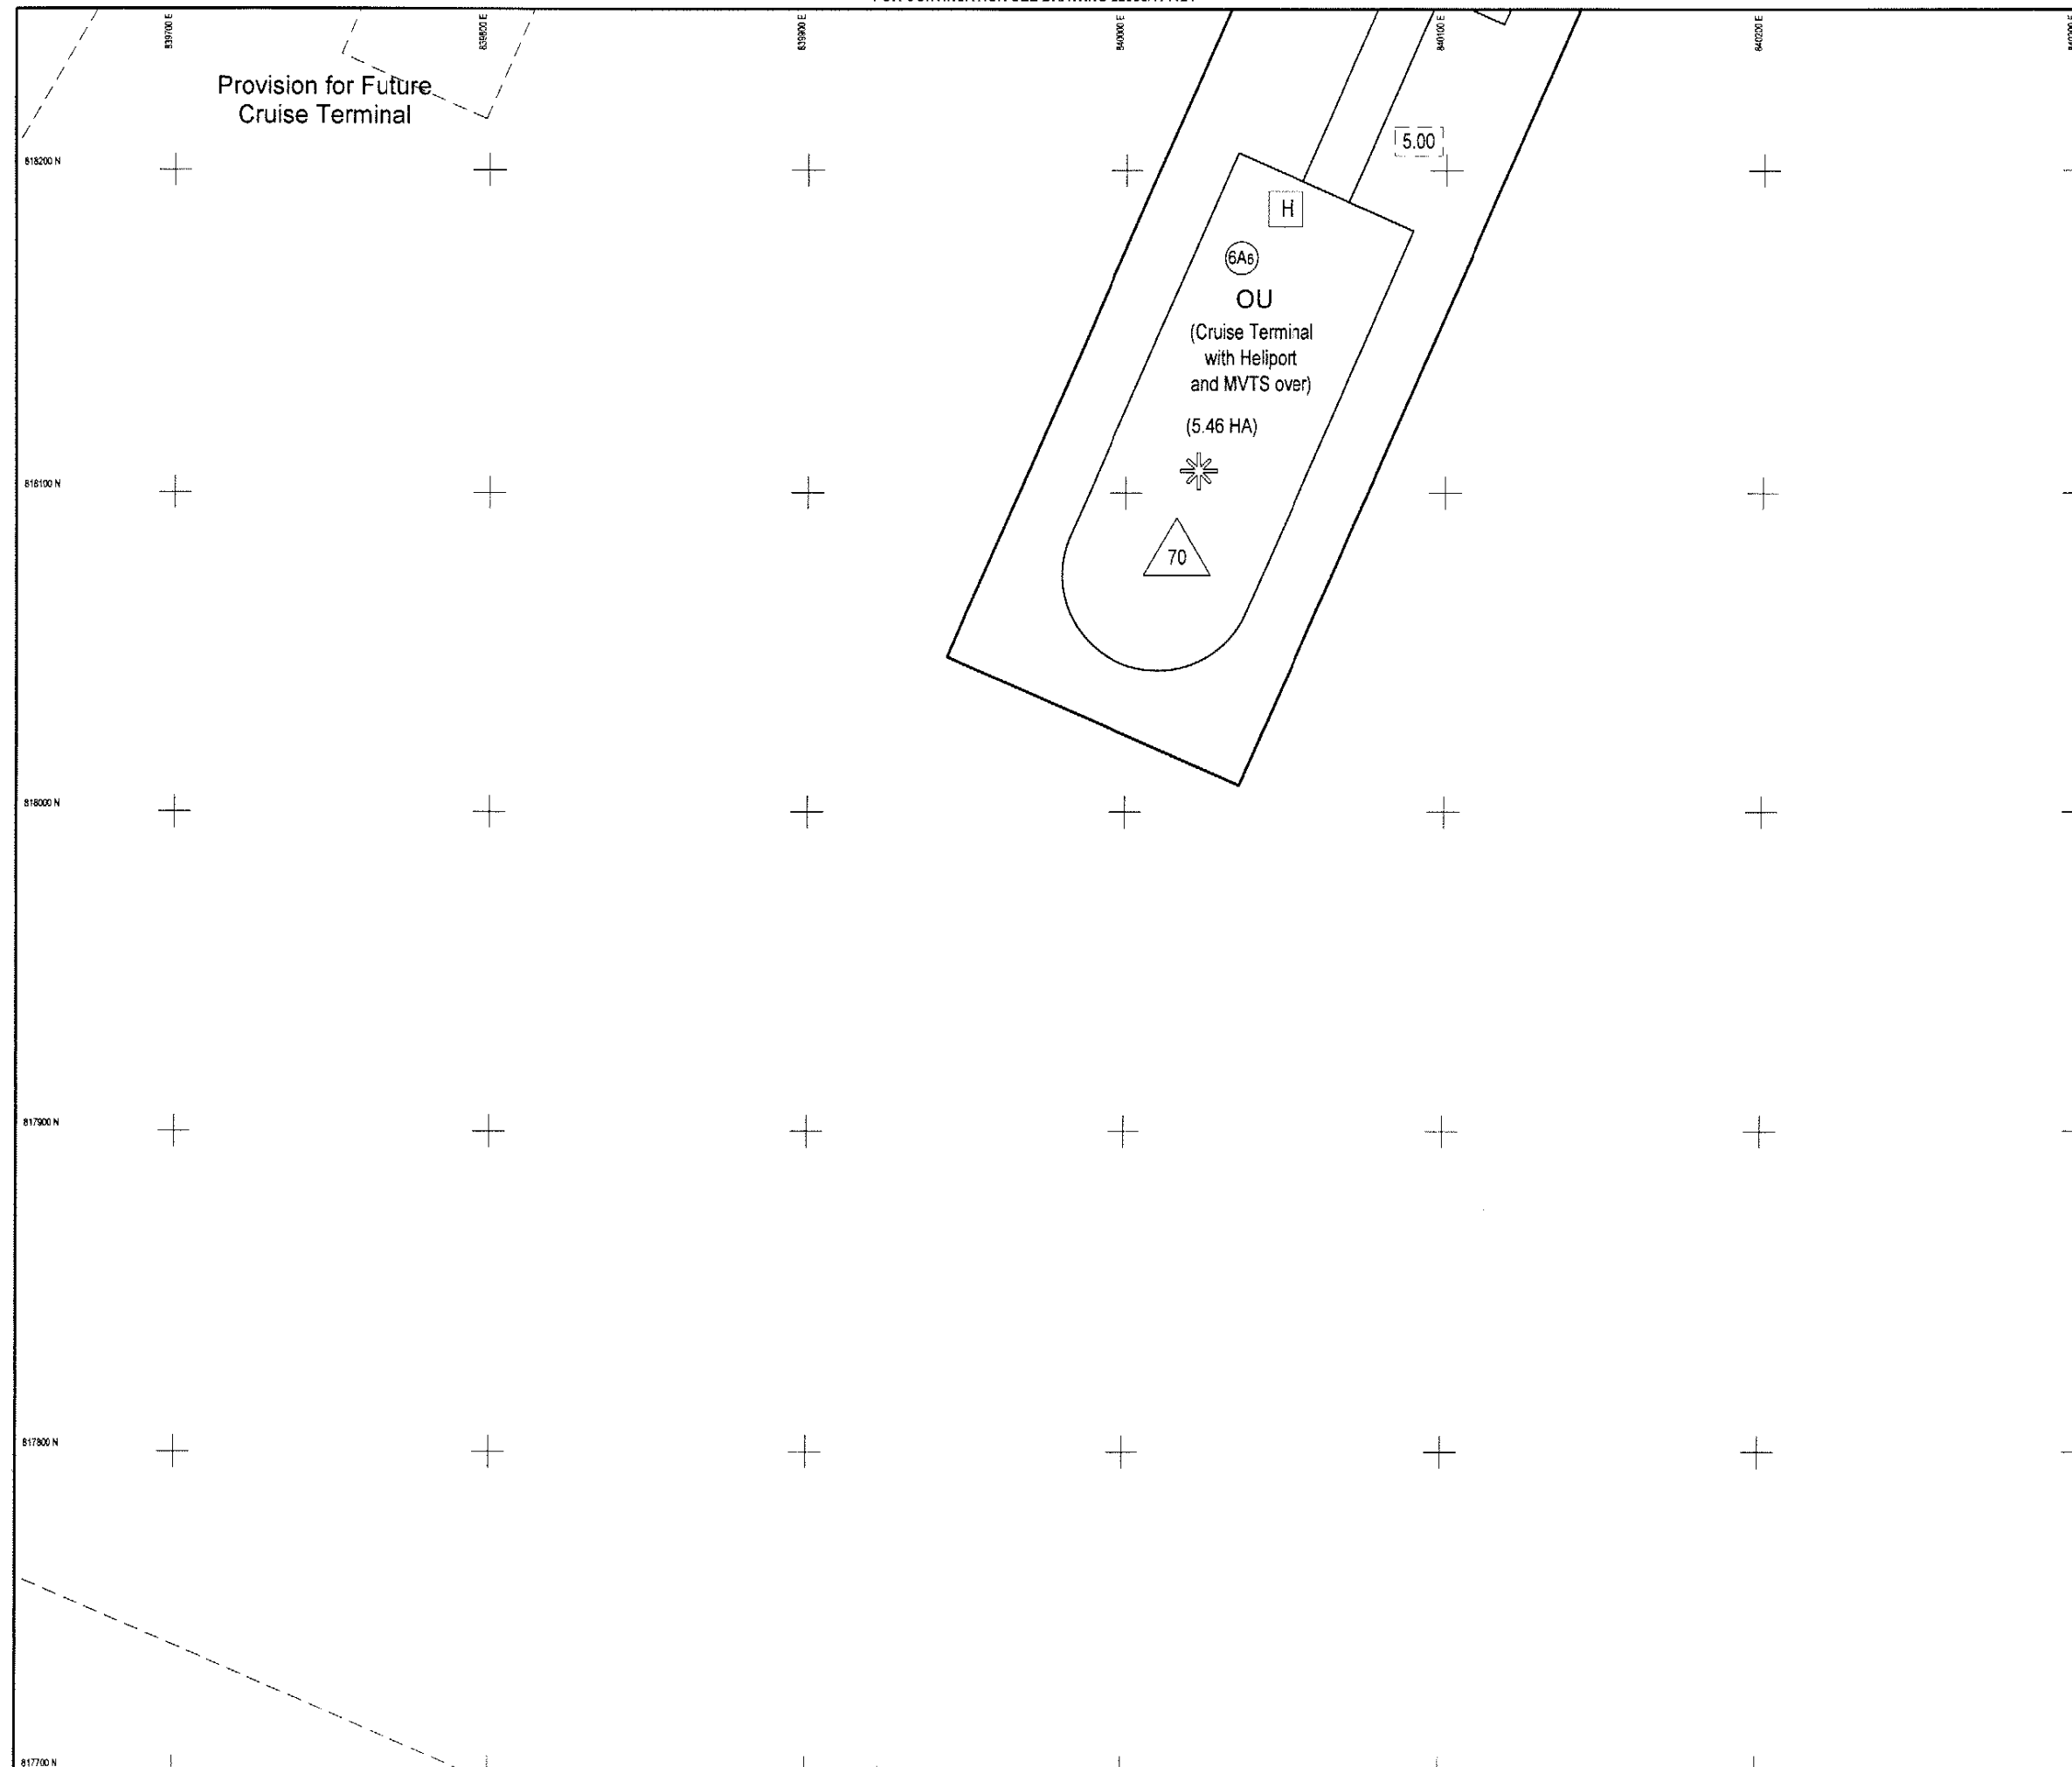 839700 E
839800 E
839900 E
840000 E
840100 E
840200 E
Provision for Future
Cruise Terminal
5.00
818200 N
H
6A6
OU
(Cruise Terminal
with Heliport
and MVTS over)
(5.46 HA)
818100 N
70
818000 N
817900 N
817800 N
817700 N